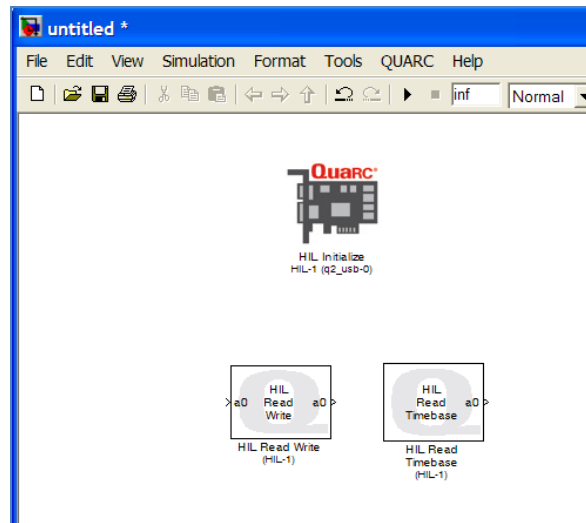 untitled *
File Edit View Simulation Format Tools QUARC Help
inf Normal
QUARC
HIL Initialize
HIL-1 (q2_usb-0)
a0 HIL Read Write a0
HIL Read Write
(HIL-1)
HIL Read Timebase a0
HIL Read
Timebase
(HIL-1)